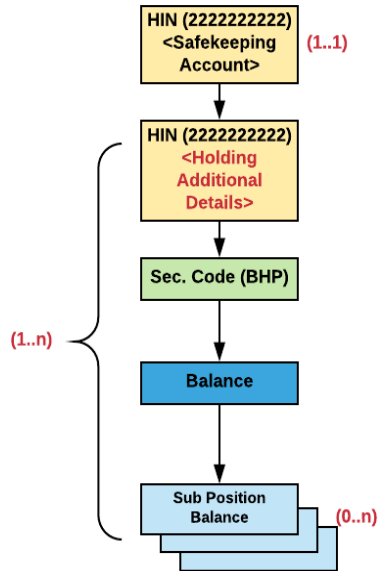 HIN (2222222222)
<Safekeeping
Account>
(1..1)
HIN (2222222222)
<Holding
Additional
Details>
Sec. Code (BHP)
(1..n)
Balance
Sub Position
Balance
(0..n)